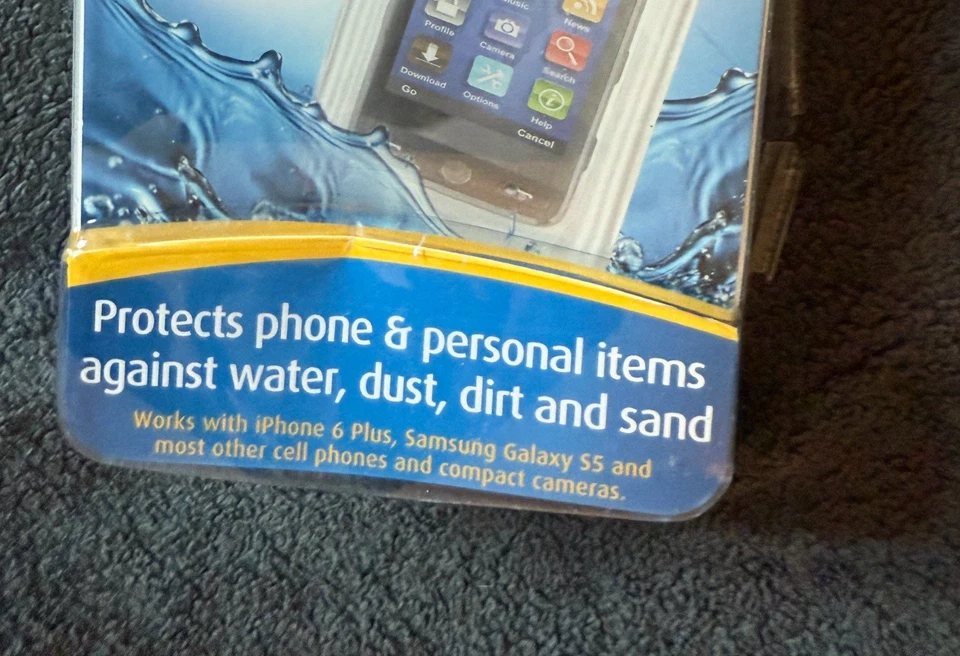 Music
News
Profile
Camera
Search
Download
Options
Help
Go
Cancel
Protects phone & personal items
against water, dust, dirt and sand
Works with iPhone 6 Plus, Samsung Galaxy S5 and
most other cell phones and compact cameras.